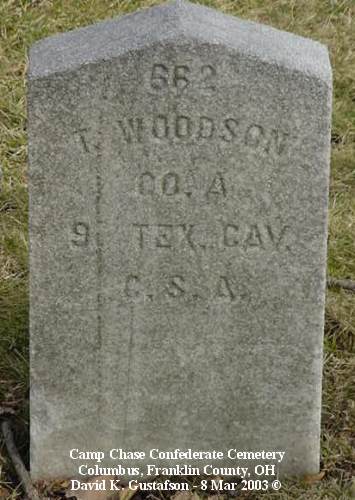 662
T. WOODSON
CO. A
9 TEX. CAV.
C. S. A.
Camp Chase Confederate Cemetery
Columbus, Franklin County, OH
David K. Gustafson - 8 Mar 2003 ©